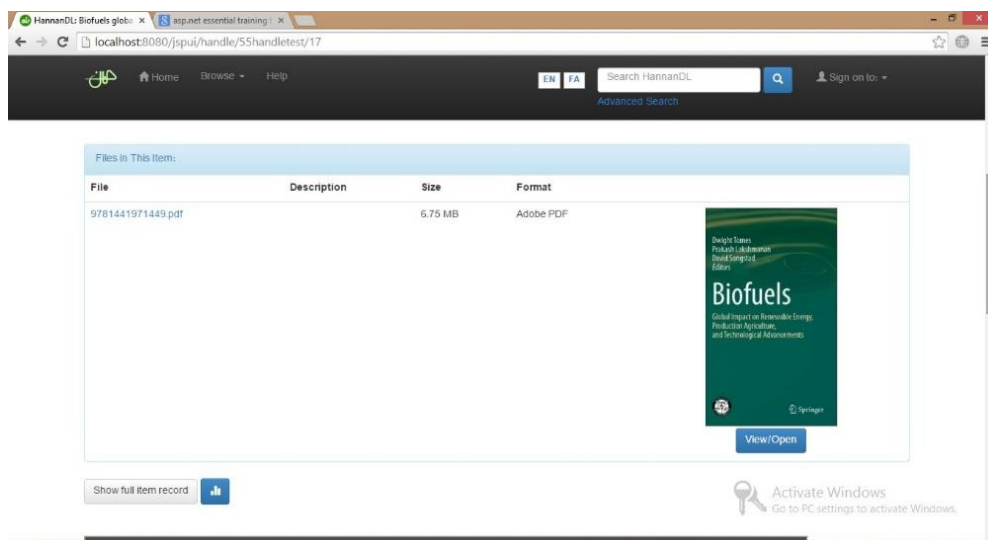 HannanDL: Biofuels globa
asp.net essential training
localhost:8080/jspui/handle/55handletest/17
Home Browse Help
EN FA
Search HannanDL
Sign on to:
Advanced Search
Files in This Item:
File Description Size Format
9781441971449.pdf 6.75 MB Adobe PDF
Dwight Tomes
Prakash Lakshmanan
David Songstad
Editors
Biofuels
Global Impact on Renewable Energy,
Production Agriculture,
and Technological Advancements
Springer
View/Open
Show full item record
Activate Windows
Go to PC settings to activate Windows.